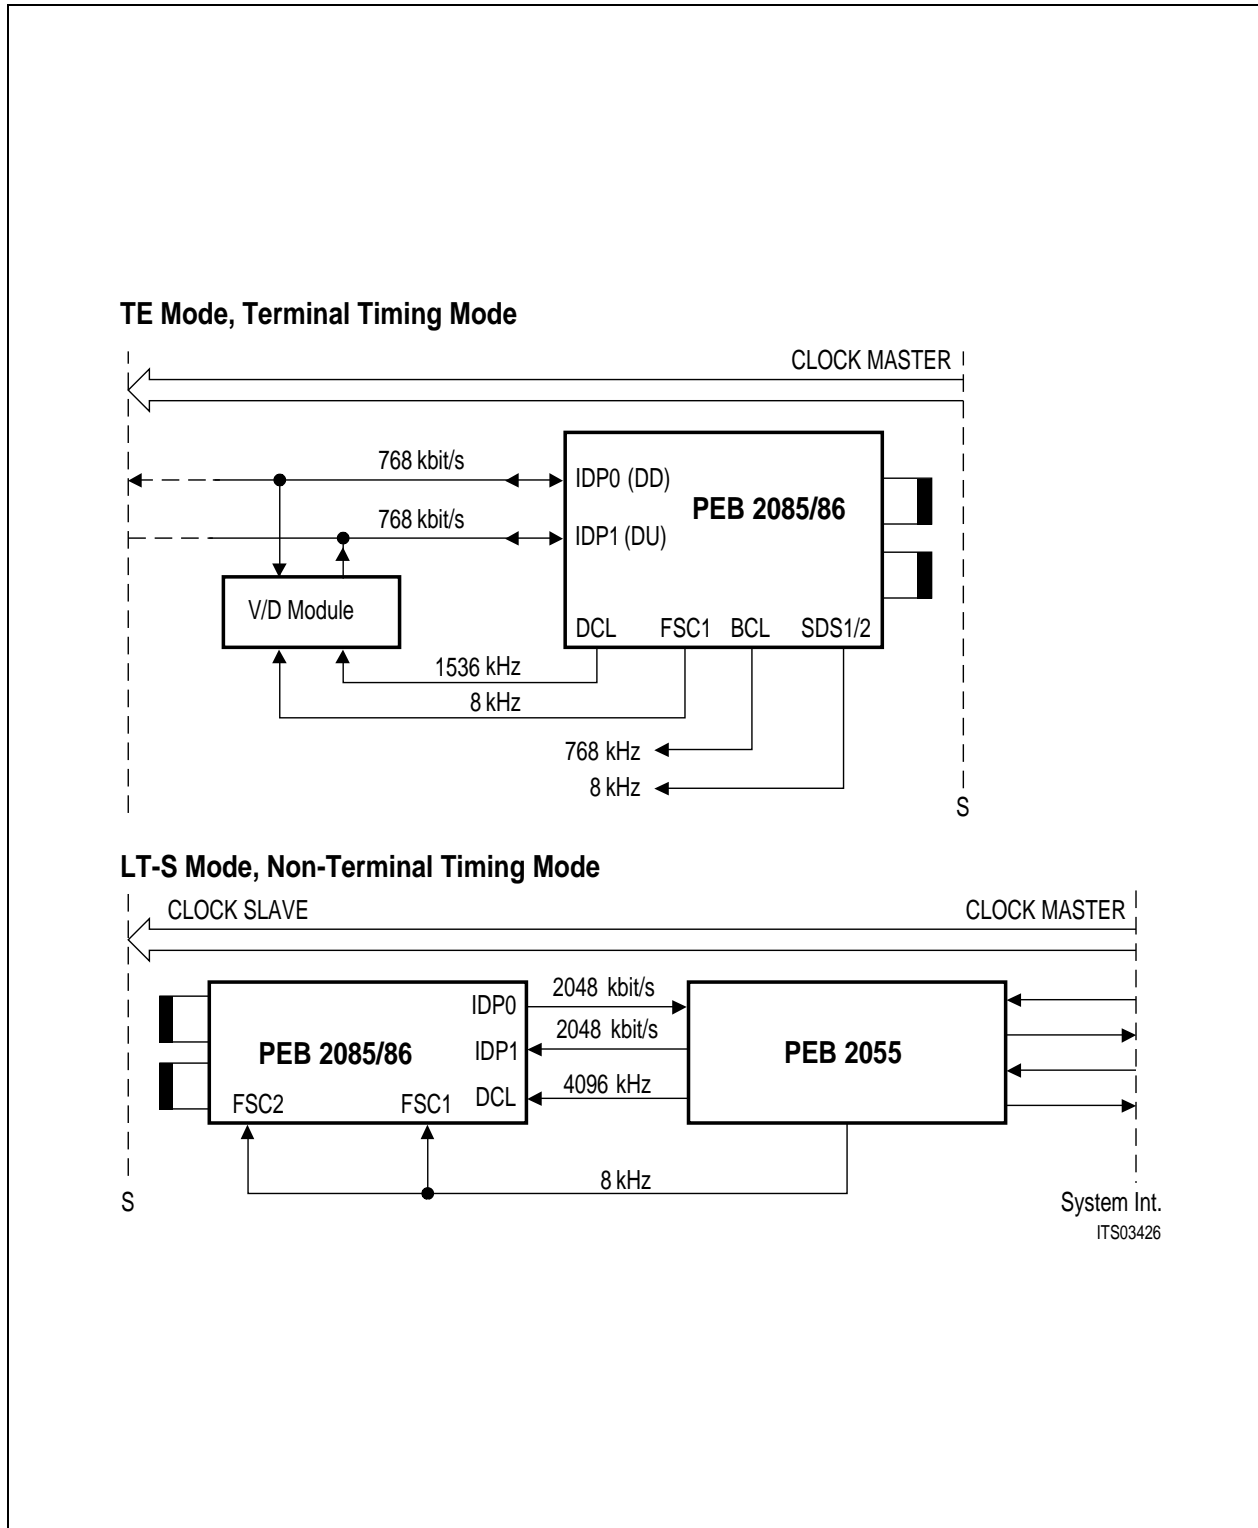 TE Mode, Terminal Timing Mode
CLOCK MASTER
768 kbit/s
IDP0 (DD)
PEB 2085/86
768 kbit/s
IDP1 (DU)
V/D Module
DCL FSC1 BCL SDS1/2
1536 kHz
8 kHz
768 kHz
8 kHz
S
LT-S Mode, Non-Terminal Timing Mode
CLOCK SLAVE
CLOCK MASTER
IDP0
2048 kbit/s
2048 kbit/s
PEB 2085/86
IDP1
PEB 2055
4096 kHz
FSC2
FSC1
DCL
8 kHz
S
System Int.
ITS03426